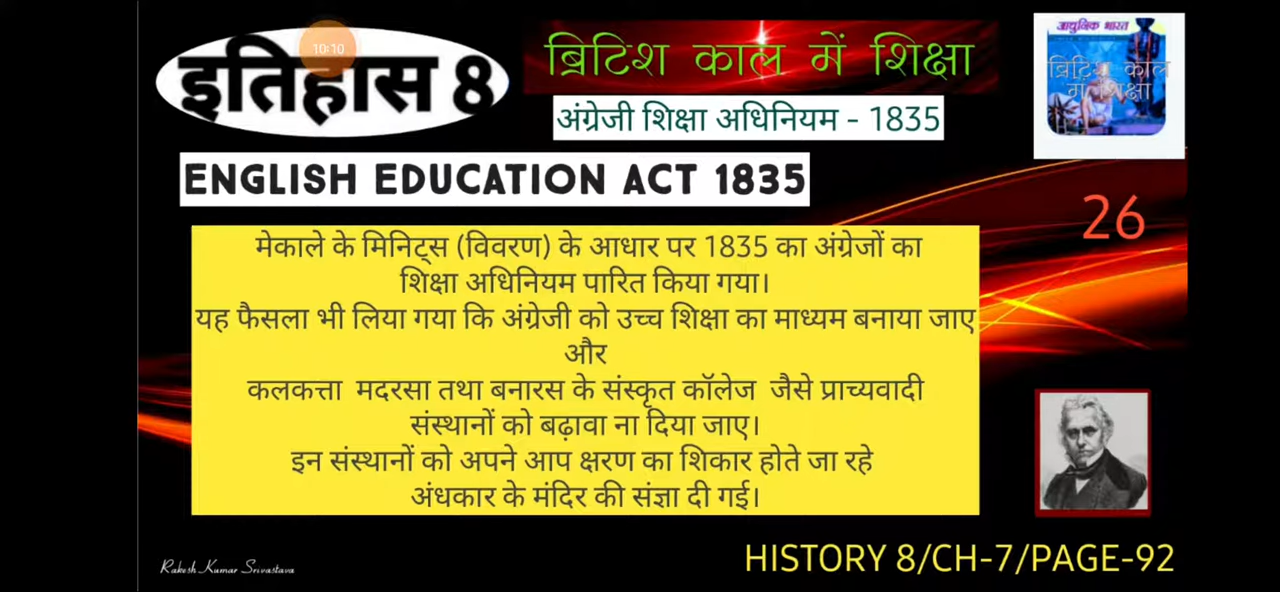 10:10
इतिहास 8
ब्रिटिश काल में शिक्षा
आधुनिक भारत
ब्रिटिश काल
में शिक्षा
अंग्रेजी शिक्षा अधिनियम - 1835
ENGLISH EDUCATION ACT 1835
26
मेकाले के मिनिट्स (विवरण) के आधार पर 1835 का अंग्रेजों का
शिक्षा अधिनियम पारित किया गया।
यह फैसला भी लिया गया कि अंग्रेजी को उच्च शिक्षा का माध्यम बनाया जाए
और
कलकत्ता मदरसा तथा बनारस के संस्कृत कॉलेज जैसे प्राच्यवादी
संस्थानों को बढ़ावा ना दिया जाए।
इन संस्थानों को अपने आप क्षरण का शिकार होते जा रहे
अंधकार के मंदिर की संज्ञा दी गई।
Rakesh Kumar Srivastava
HISTORY 8/CH-7/PAGE-92